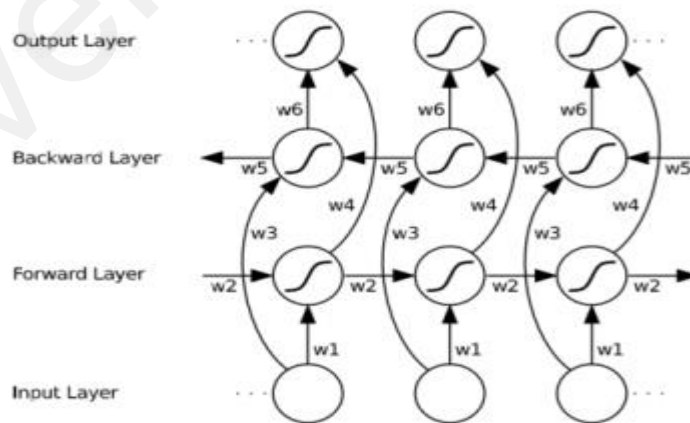 Output Layer
w6 w6 w6
Backward Layer
w5 w5 w5 w5
w4 w4 w4
w3 w3 w3
Forward Layer
w2 w2 w2 w2
w1 w1 w1
Input Layer